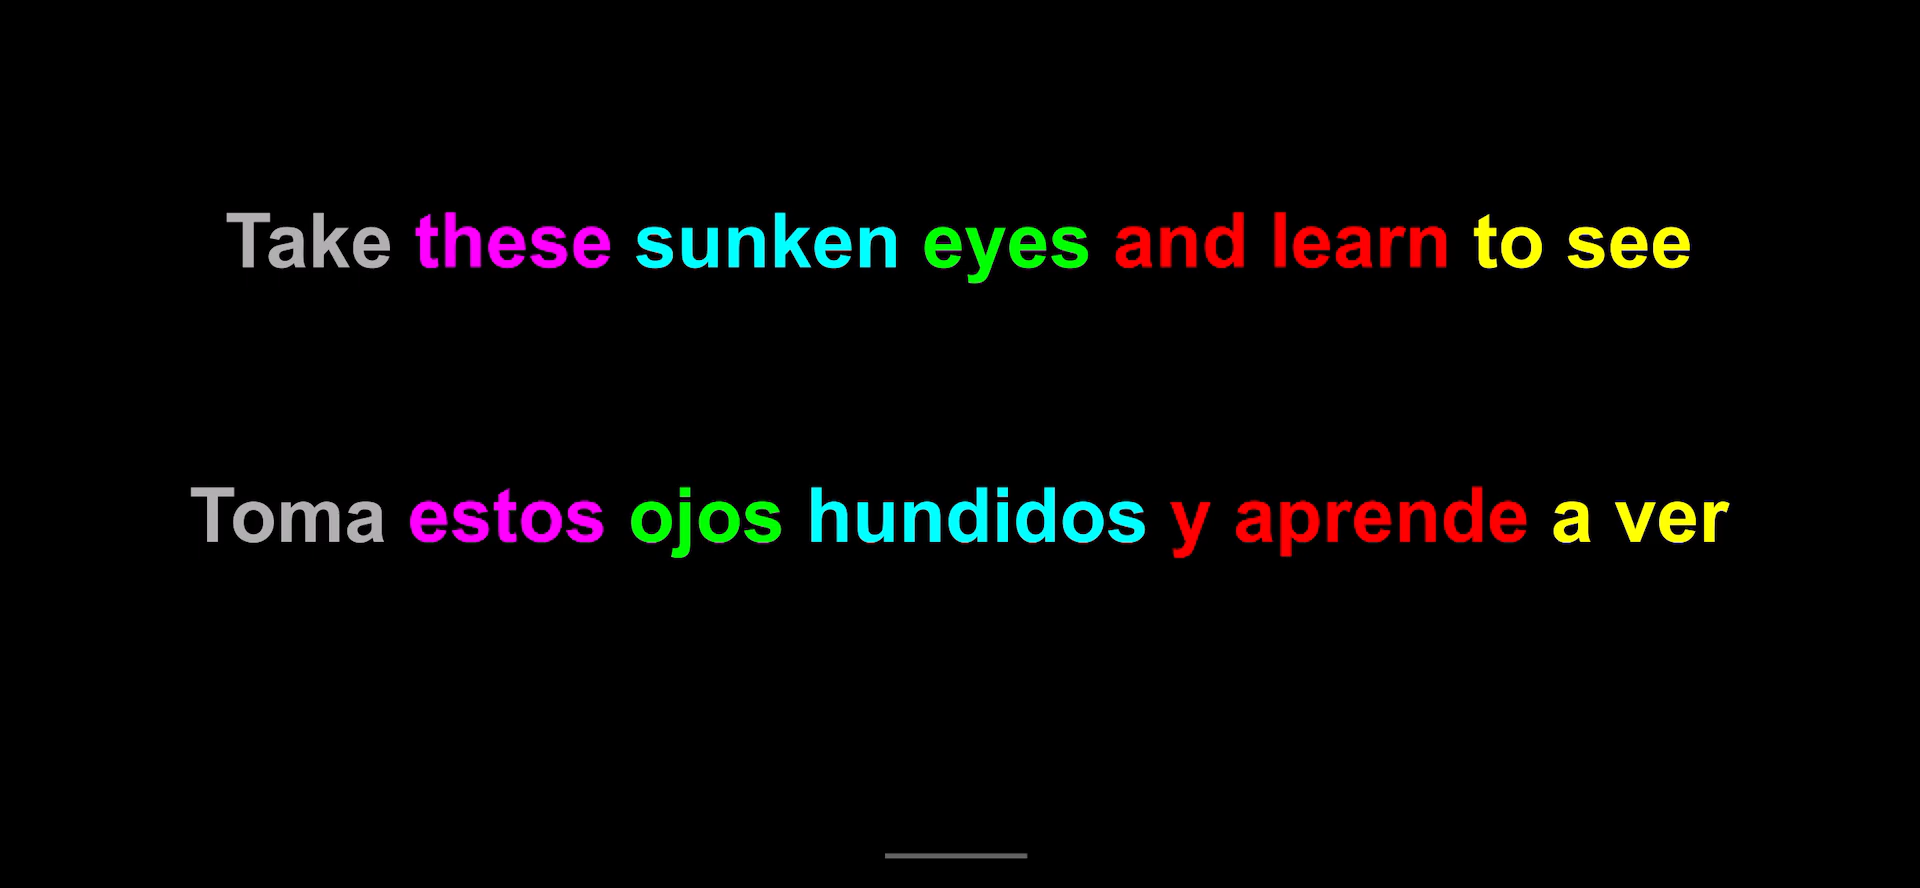 Take these sunken eyes and learn to see
Toma estos ojos hundidos y aprende a ver